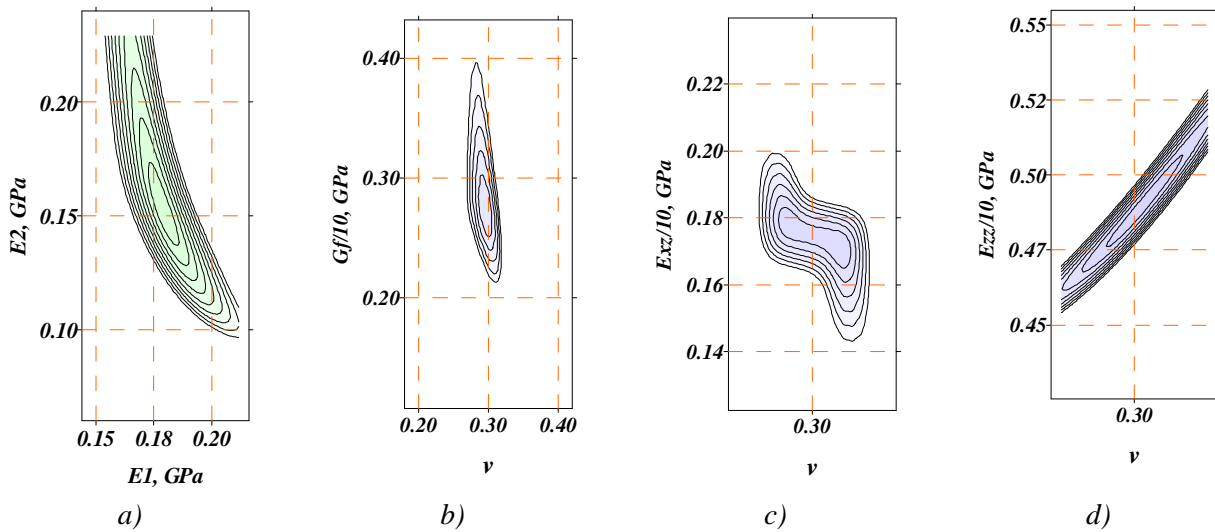 0.20
0.15
0.10
E2, GPa
0.15 0.18 0.20
E1, GPa
a)
0.40
0.30
0.20
Gf/10, GPa
0.20 0.30 0.40
ν
b)
0.22
0.20
0.18
0.16
0.14
Exz/10, GPa
0.30
ν
c)
0.55
0.52
0.50
0.47
0.45
Ezz/10, GPa
0.30
ν
d)